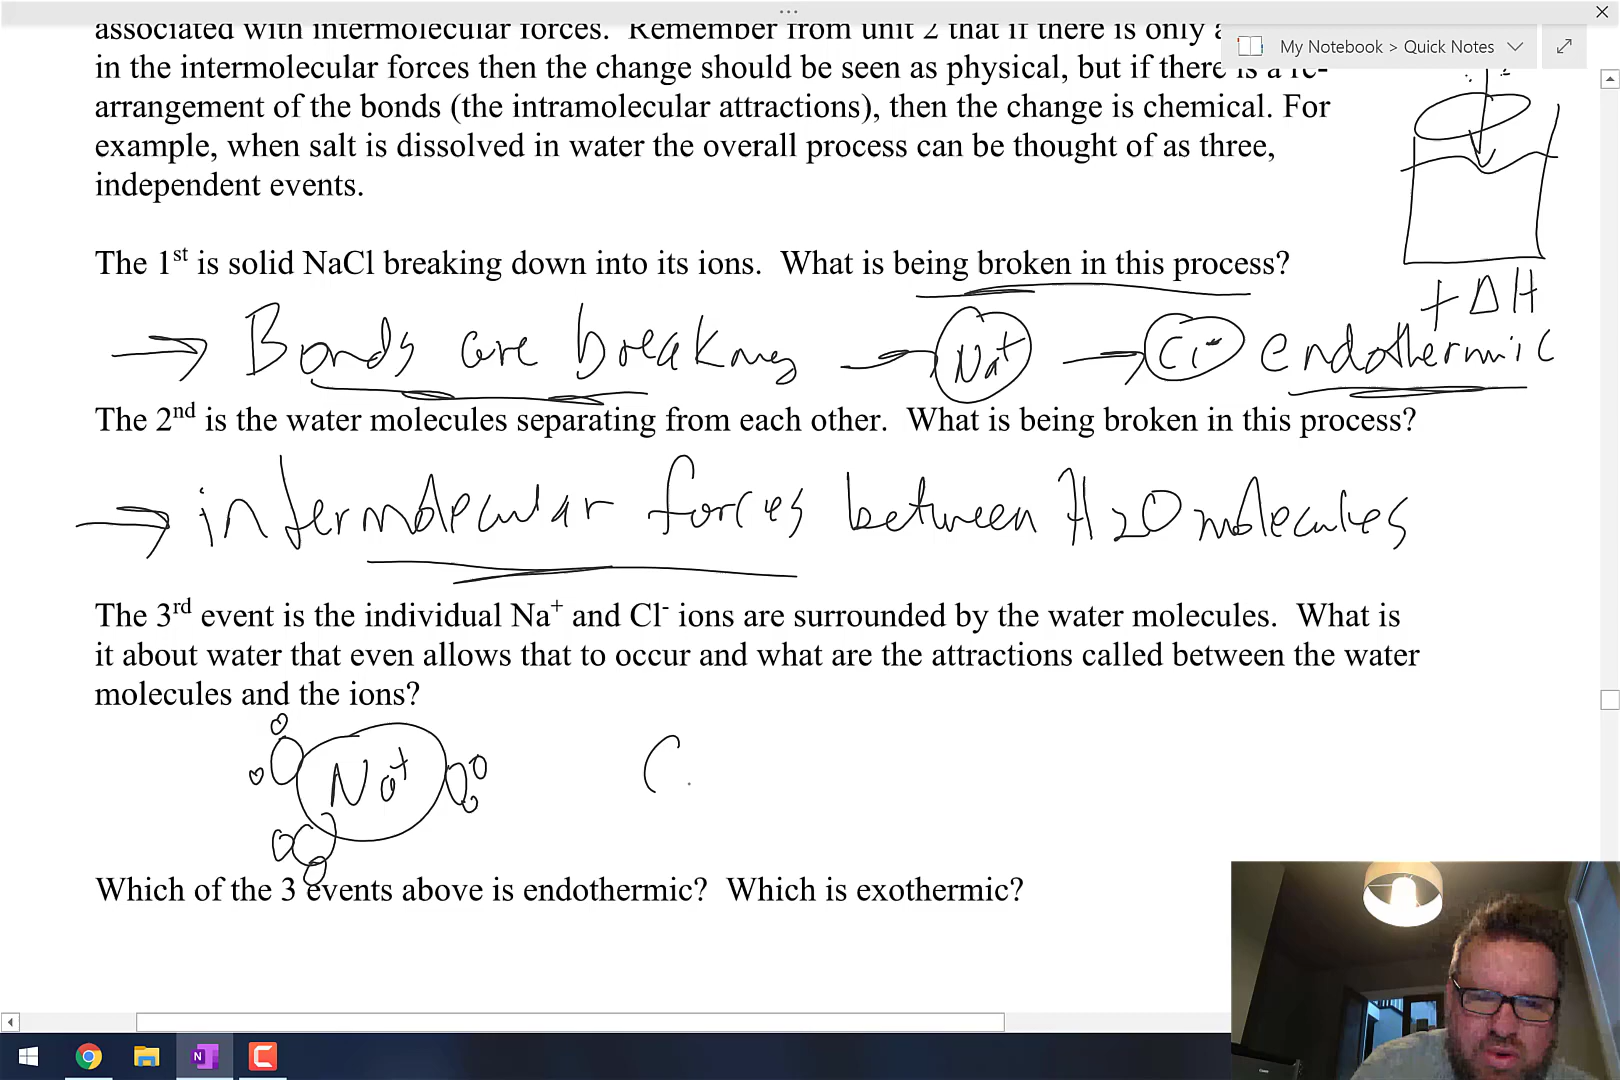 associated with intermolecular forces. Remember from unit 2 that if there is only a
My Notebook > Quick Notes
in the intermolecular forces then the change should be seen as physical, but if there is a re-
arrangement of the bonds (the intramolecular attractions), then the change is chemical. For
example, when salt is dissolved in water the overall process can be thought of as three,
independent events.
The 1st is solid NaCl breaking down into its ions. What is being broken in this process?
+ΔH
→ Bonds are breaking → Na+ → Cl- endothermic
The 2nd is the water molecules separating from each other. What is being broken in this process?
→ intermolecular forces between H2O molecules
The 3rd event is the individual Na+ and Cl- ions are surrounded by the water molecules. What is
it about water that even allows that to occur and what are the attractions called between the water
molecules and the ions?
Na+
Which of the 3 events above is endothermic? Which is exothermic?